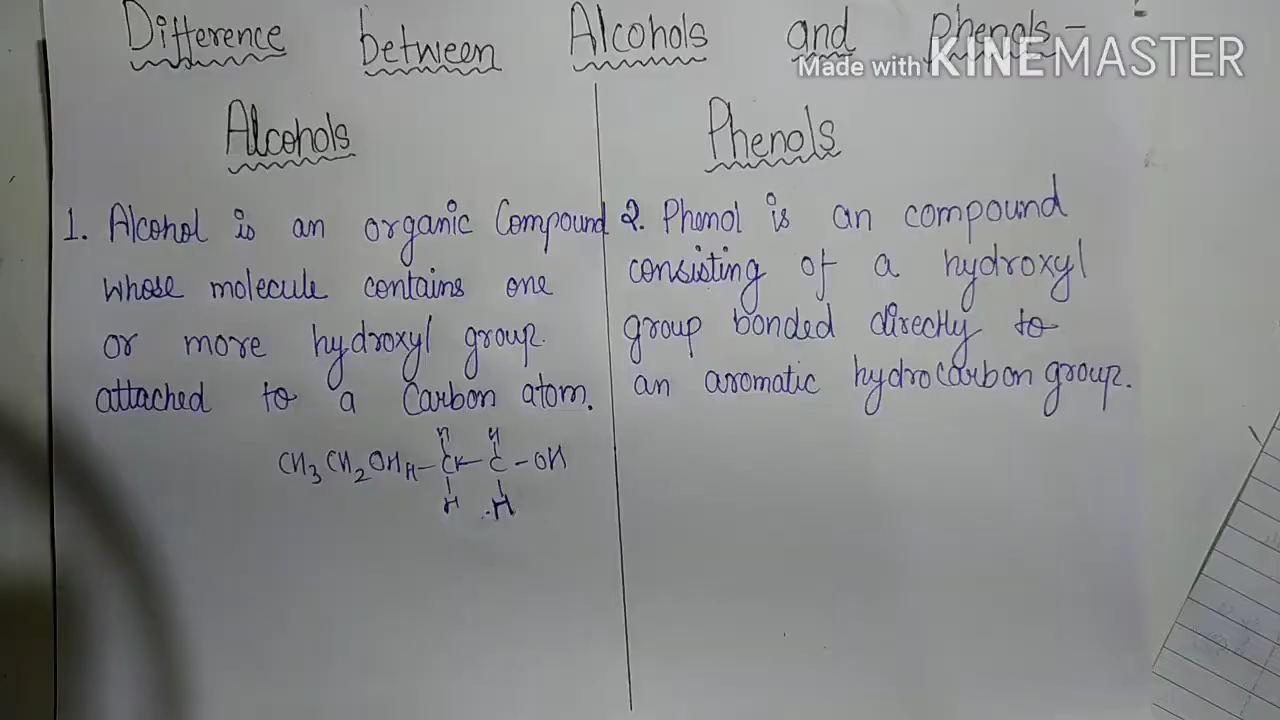 Difference between Alcohols and Phenols-
Made with KINEMASTER
Alcohols
1. Alcohol is an organic Compound
whose molecule contains one
or more hydroxyl group.
attached to a Carbon atom.
CH3CH2OH H-C-C-OH
H H
H H
Phenols
2. Phenol is an compound
consisting of a hydroxyl
group bonded directly to
an aromatic hydrocarbon group.